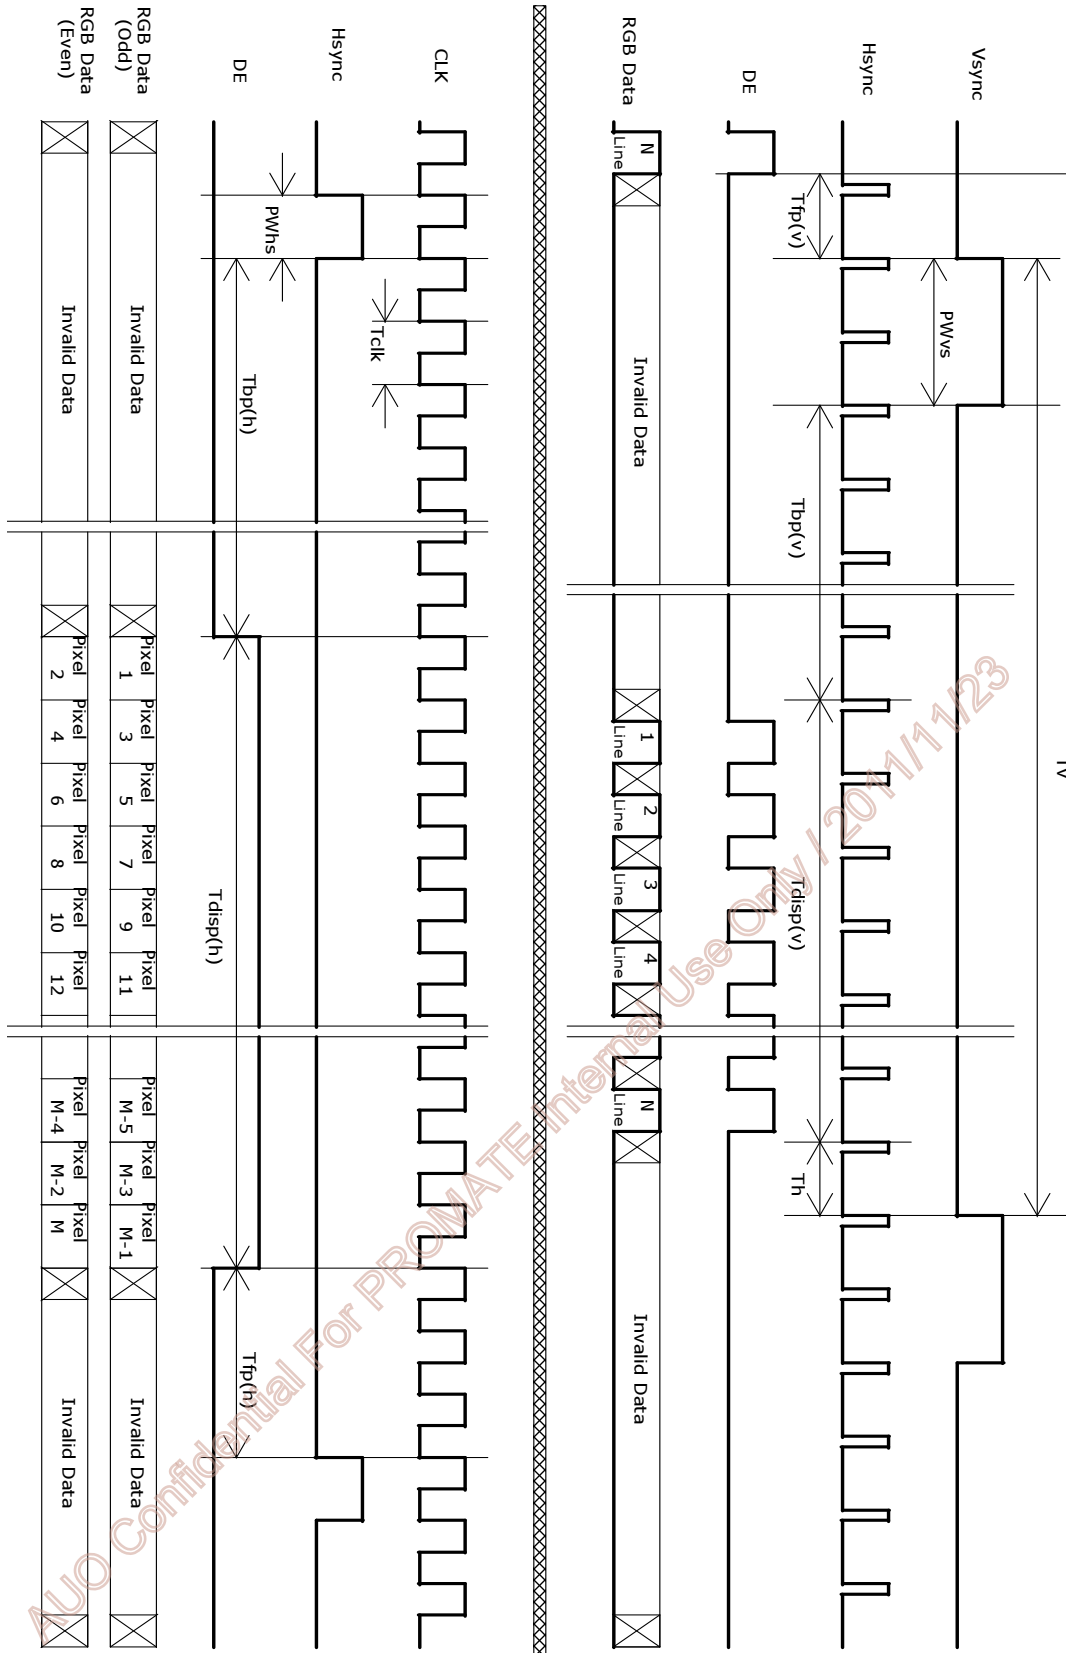 Vsync
Tv
PWvs
Hsync
Tfp(v)
Tbp(v)
Tdisp(v)
Th
DE
RGB Data
Line N
Invalid Data
Line 1
Line 2
Line 3
Line 4
Line N
Invalid Data
CLK
Tclk
Hsync
PWhs
DE
Tbp(h)
Tdisp(h)
Tfp(h)
RGB Data
(Odd)
Invalid Data
Pixel 1
Pixel 3
Pixel 5
Pixel 7
Pixel 9
Pixel 11
Pixel M-5
Pixel M-3
Pixel M-1
Invalid Data
RGB Data
(Even)
Invalid Data
Pixel 2
Pixel 4
Pixel 6
Pixel 8
Pixel 10
Pixel 12
Pixel M-4
Pixel M-2
Pixel M
Invalid Data
AUO Confidential For PROMATE Internal Use Only / 2011/11/23